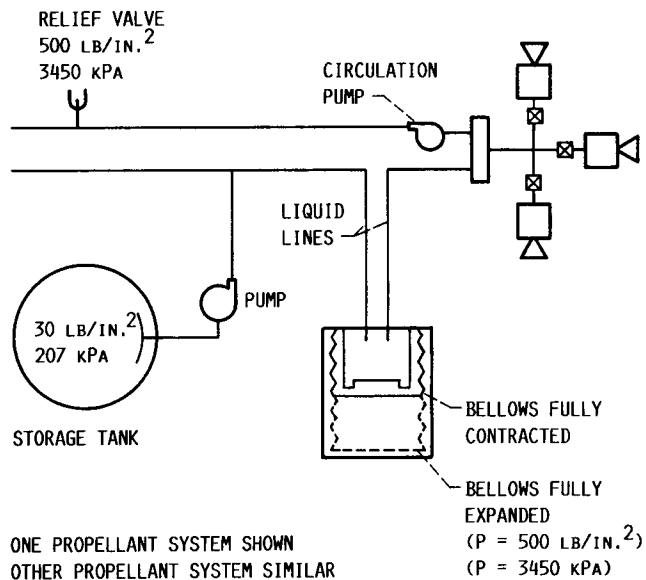 RELIEF VALVE
500 LB/IN.2
3450 KPA
CIRCULATION
PUMP
LIQUID
LINES
PUMP
30 LB/IN.2
207 KPA
STORAGE TANK
BELLOWS FULLY
CONTRACTED
BELLOWS FULLY
EXPANDED
(P = 500 LB/IN.2)
(P = 3450 KPA)
ONE PROPELLANT SYSTEM SHOWN
OTHER PROPELLANT SYSTEM SIMILAR